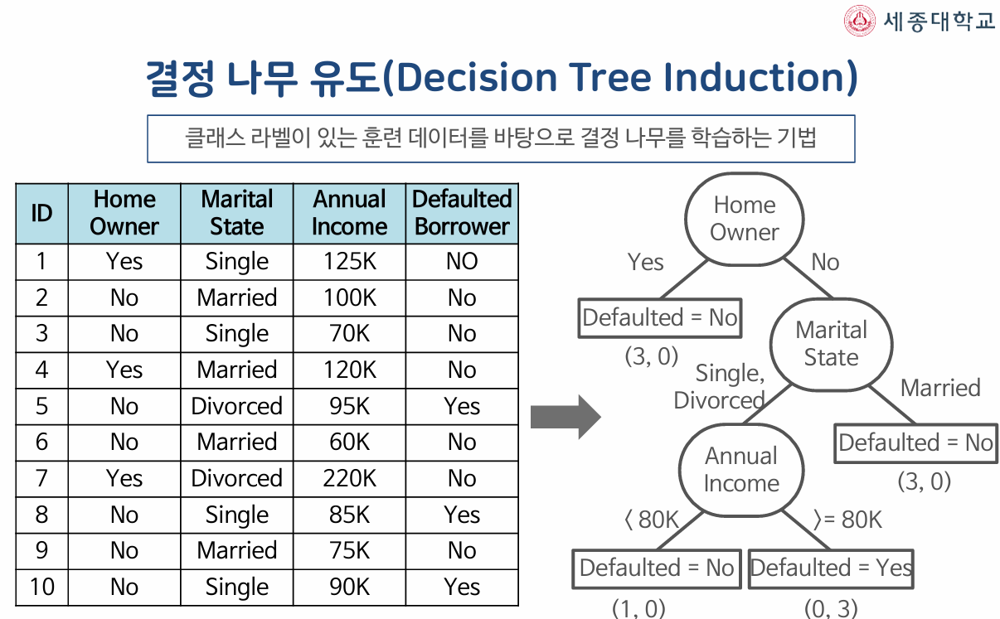 세종대학교
결정 나무 유도(Decision Tree Induction)
클래스 라벨이 있는 훈련 데이터를 바탕으로 결정 나무를 학습하는 기법
ID Home Owner Marital State Annual Income Defaulted Borrower
1 Yes Single 125K NO
2 No Married 100K No
3 No Single 70K No
4 Yes Married 120K No
5 No Divorced 95K Yes
6 No Married 60K No
7 Yes Divorced 220K No
8 No Single 85K Yes
9 No Married 75K No
10 No Single 90K Yes
Home
Owner
Yes
No
Defaulted = No
(3, 0)
Marital
State
Single,
Divorced
Married
Defaulted = No
(3, 0)
Annual
Income
< 80K
>= 80K
Defaulted = No
(1, 0)
Defaulted = Yes
(0, 3)